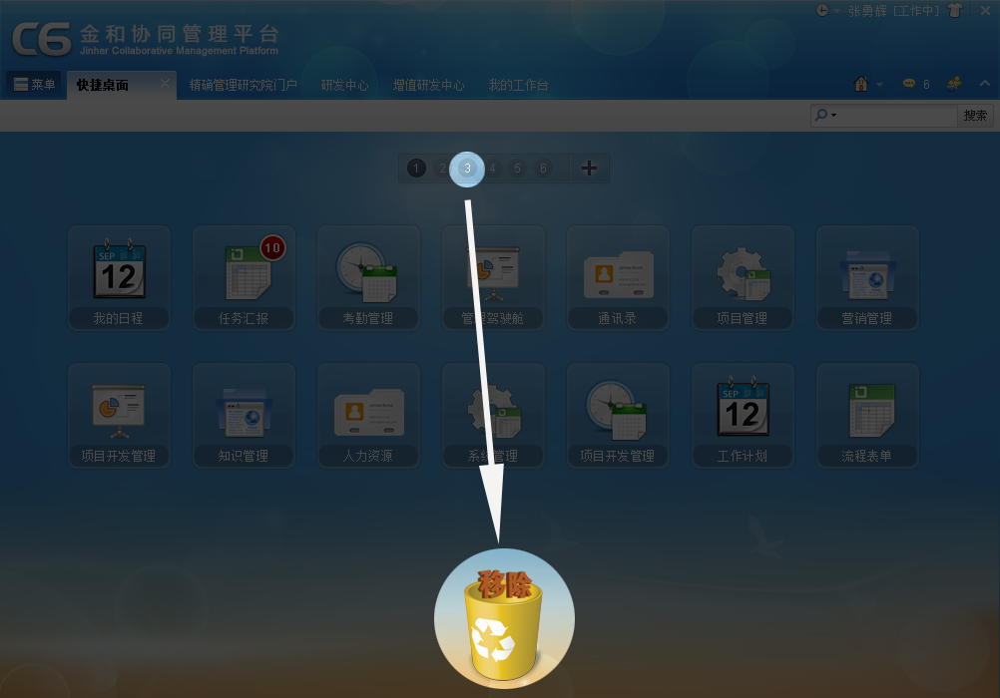 张勇辉 [工作中]
C6 金和协同管理平台
Jinher Collaborative Management Platform
菜单 快捷桌面 精确管理研究院门户 研发中心 增值研发中心 我的工作台 6
搜索
1 2 3 4 5 6
SEP 12
10
我的日程 任务汇报 考勤管理 管理驾驶舱 通讯录 项目管理 营销管理
SEP 12
项目开发管理 知识管理 人力资源 系统管理 项目开发管理 工作计划 流程表单
移除